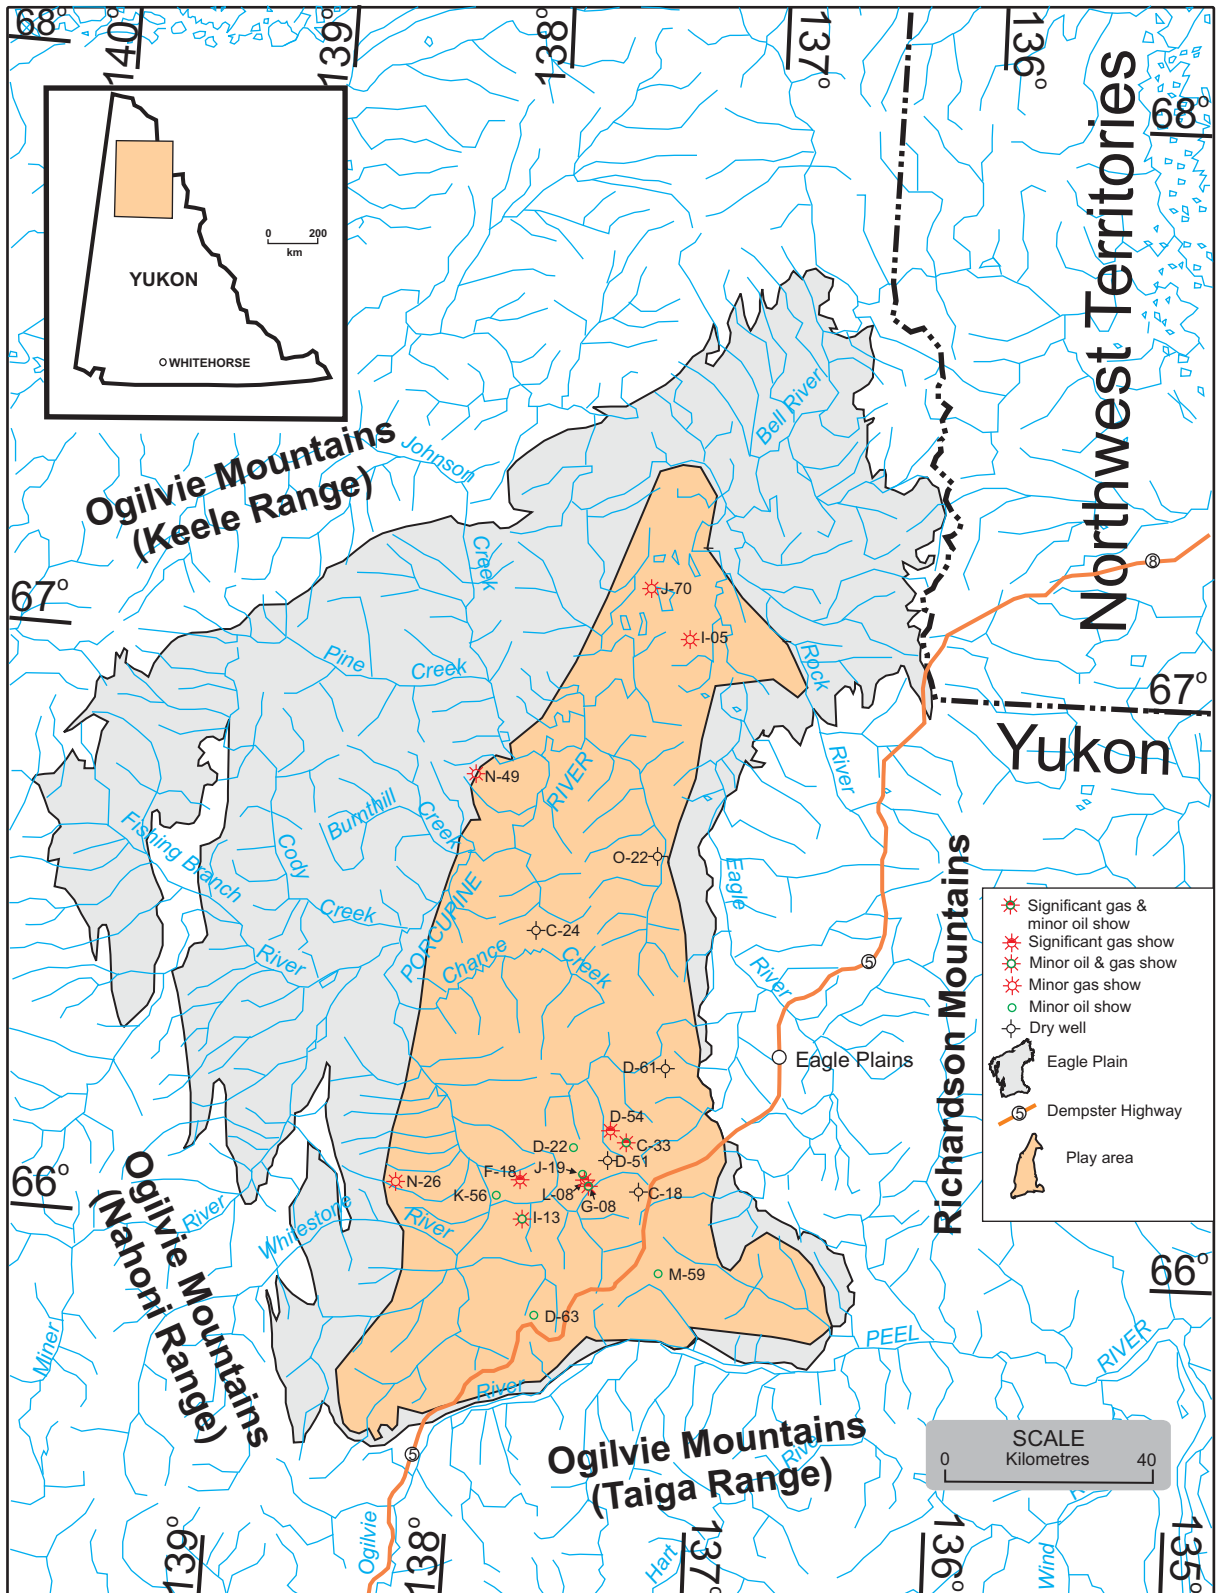 68°
140°
139°
138°
137°
136°
68°
Northwest Territories
0 200
km
YUKON
WHITEHORSE
Bell River
Ogilvie Mountains
(Keele Range)
Johnson
Creek
8
67°
J-70
I-05
Pine
Creek
Rock
River
67°
Yukon
N-49
RIVER
Burnthill
Creek
Fishing Branch
Cody
Creek
River
O-22
Eagle
River
C-24
PORCUPINE
Chance
Creek
5
Richardson Mountains
Significant gas &
minor oil show
Significant gas show
Minor oil & gas show
Minor gas show
Minor oil show
Dry well
Eagle Plain
5
Dempster Highway
Play area
Eagle Plains
D-61
D-54
C-33
D-22
D-51
J-19
F-18
L-08
G-08
C-18
N-26
K-56
I-13
66°
River
Whitestone
River
Ogilvie Mountains
(Nahoni Range)
M-59
D-63
66°
Miner
PEEL
RIVER
River
5
Ogilvie Mountains
(Taiga Range)
River
SCALE
Kilometres
0 40
Ogilvie
Hart
Wind
139°
138°
137°
136°
135°